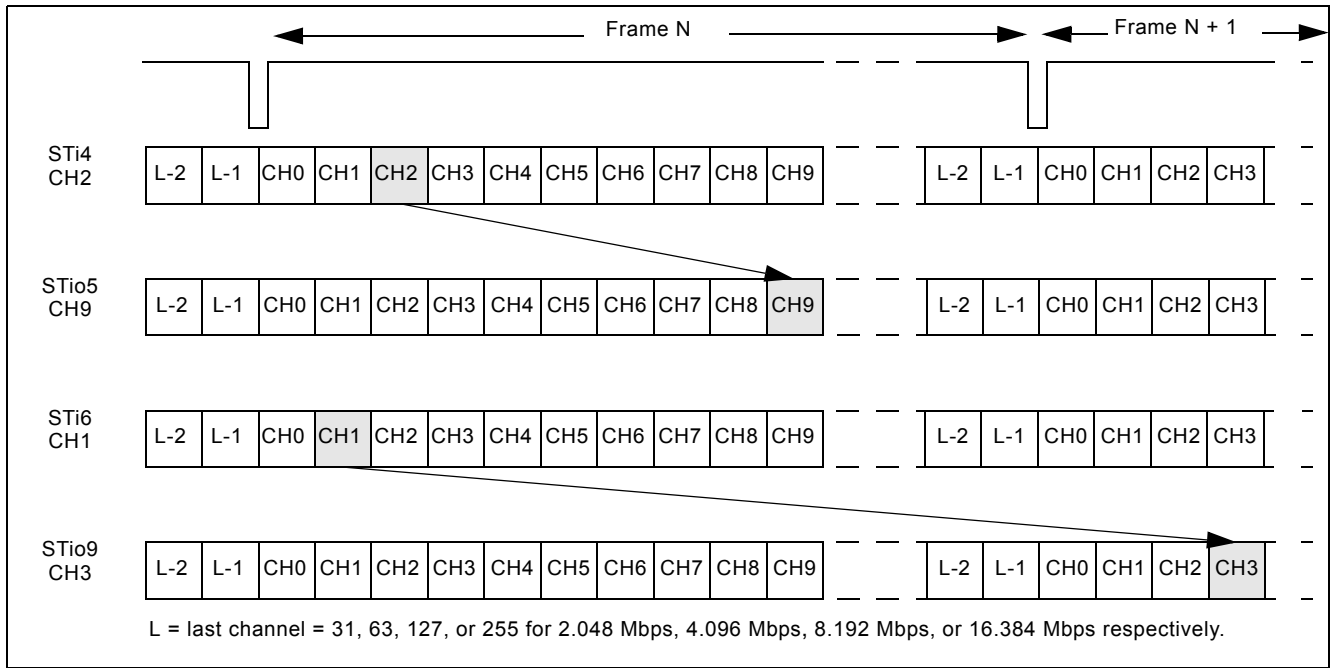 Frame N
Frame N + 1
STi4
CH2
L-2 L-1 CH0 CH1 CH2 CH3 CH4 CH5 CH6 CH7 CH8 CH9 L-2 L-1 CH0 CH1 CH2 CH3
STio5
CH9
L-2 L-1 CH0 CH1 CH2 CH3 CH4 CH5 CH6 CH7 CH8 CH9 L-2 L-1 CH0 CH1 CH2 CH3
STi6
CH1
L-2 L-1 CH0 CH1 CH2 CH3 CH4 CH5 CH6 CH7 CH8 CH9 L-2 L-1 CH0 CH1 CH2 CH3
STio9
CH3
L-2 L-1 CH0 CH1 CH2 CH3 CH4 CH5 CH6 CH7 CH8 CH9 L-2 L-1 CH0 CH1 CH2 CH3
L = last channel = 31, 63, 127, or 255 for 2.048 Mbps, 4.096 Mbps, 8.192 Mbps, or 16.384 Mbps respectively.